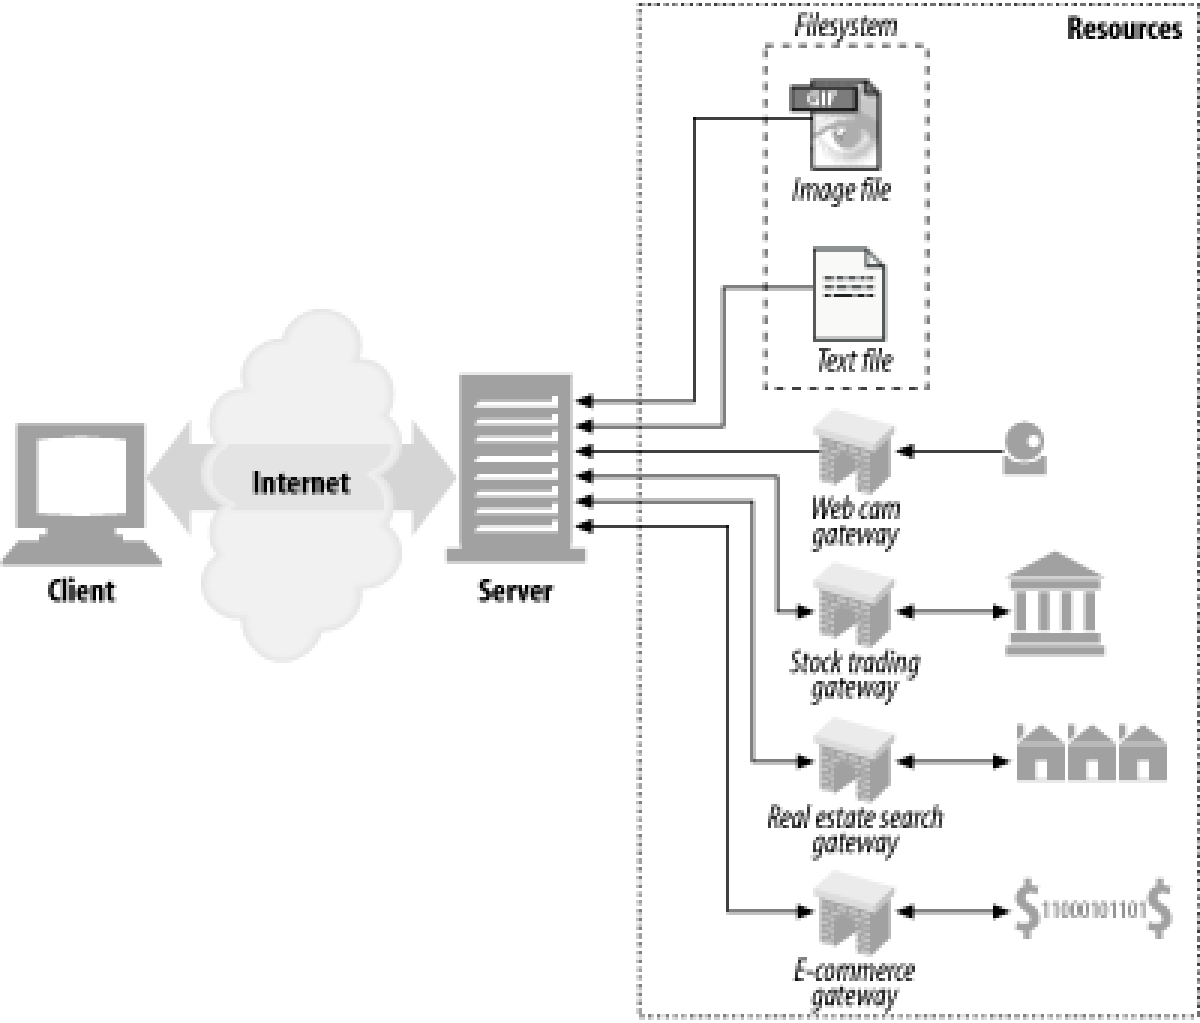 Filesystem
Resources
GIF
Image file
Text file
Internet
Client
Server
Web cam
gateway
Stock trading
gateway
Real estate search
gateway
$11000101101$
E-commerce
gateway